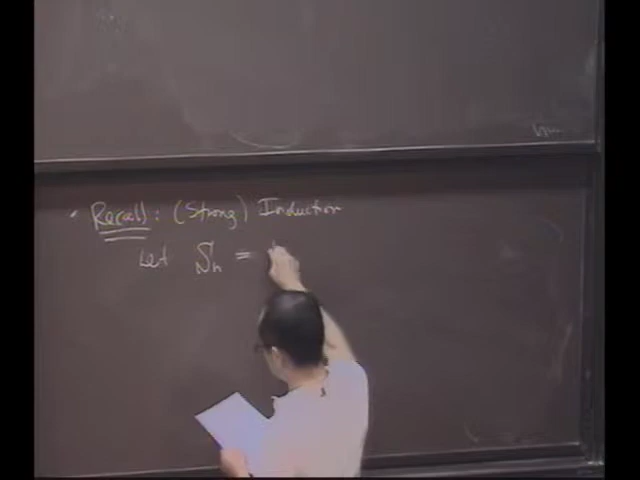 • Recall: (Strong) Induction
Let Sn =